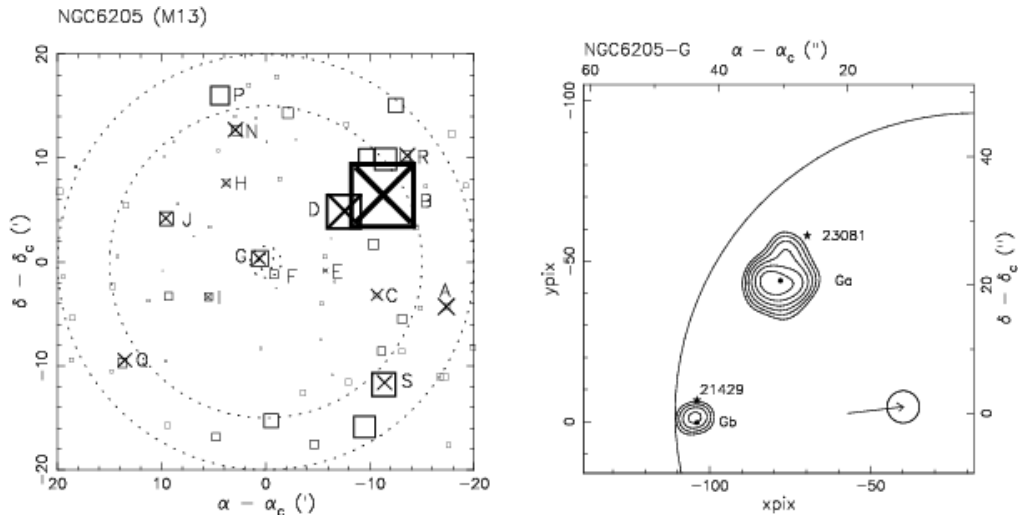 NGC6205 (M13)
20
10
0
−10
−20
δ − δc (')
P
N
R
H
B
D
J
G
F
E
C
A
I
Q
S
20
10
0
−10
−20
α − αc (')
NGC6205−G α − αc ('')
60
40
20
−100
−50
0
ypix
40
20
0
δ − δc ('')
23081
Ga
21429
Gb
−100
−50
xpix